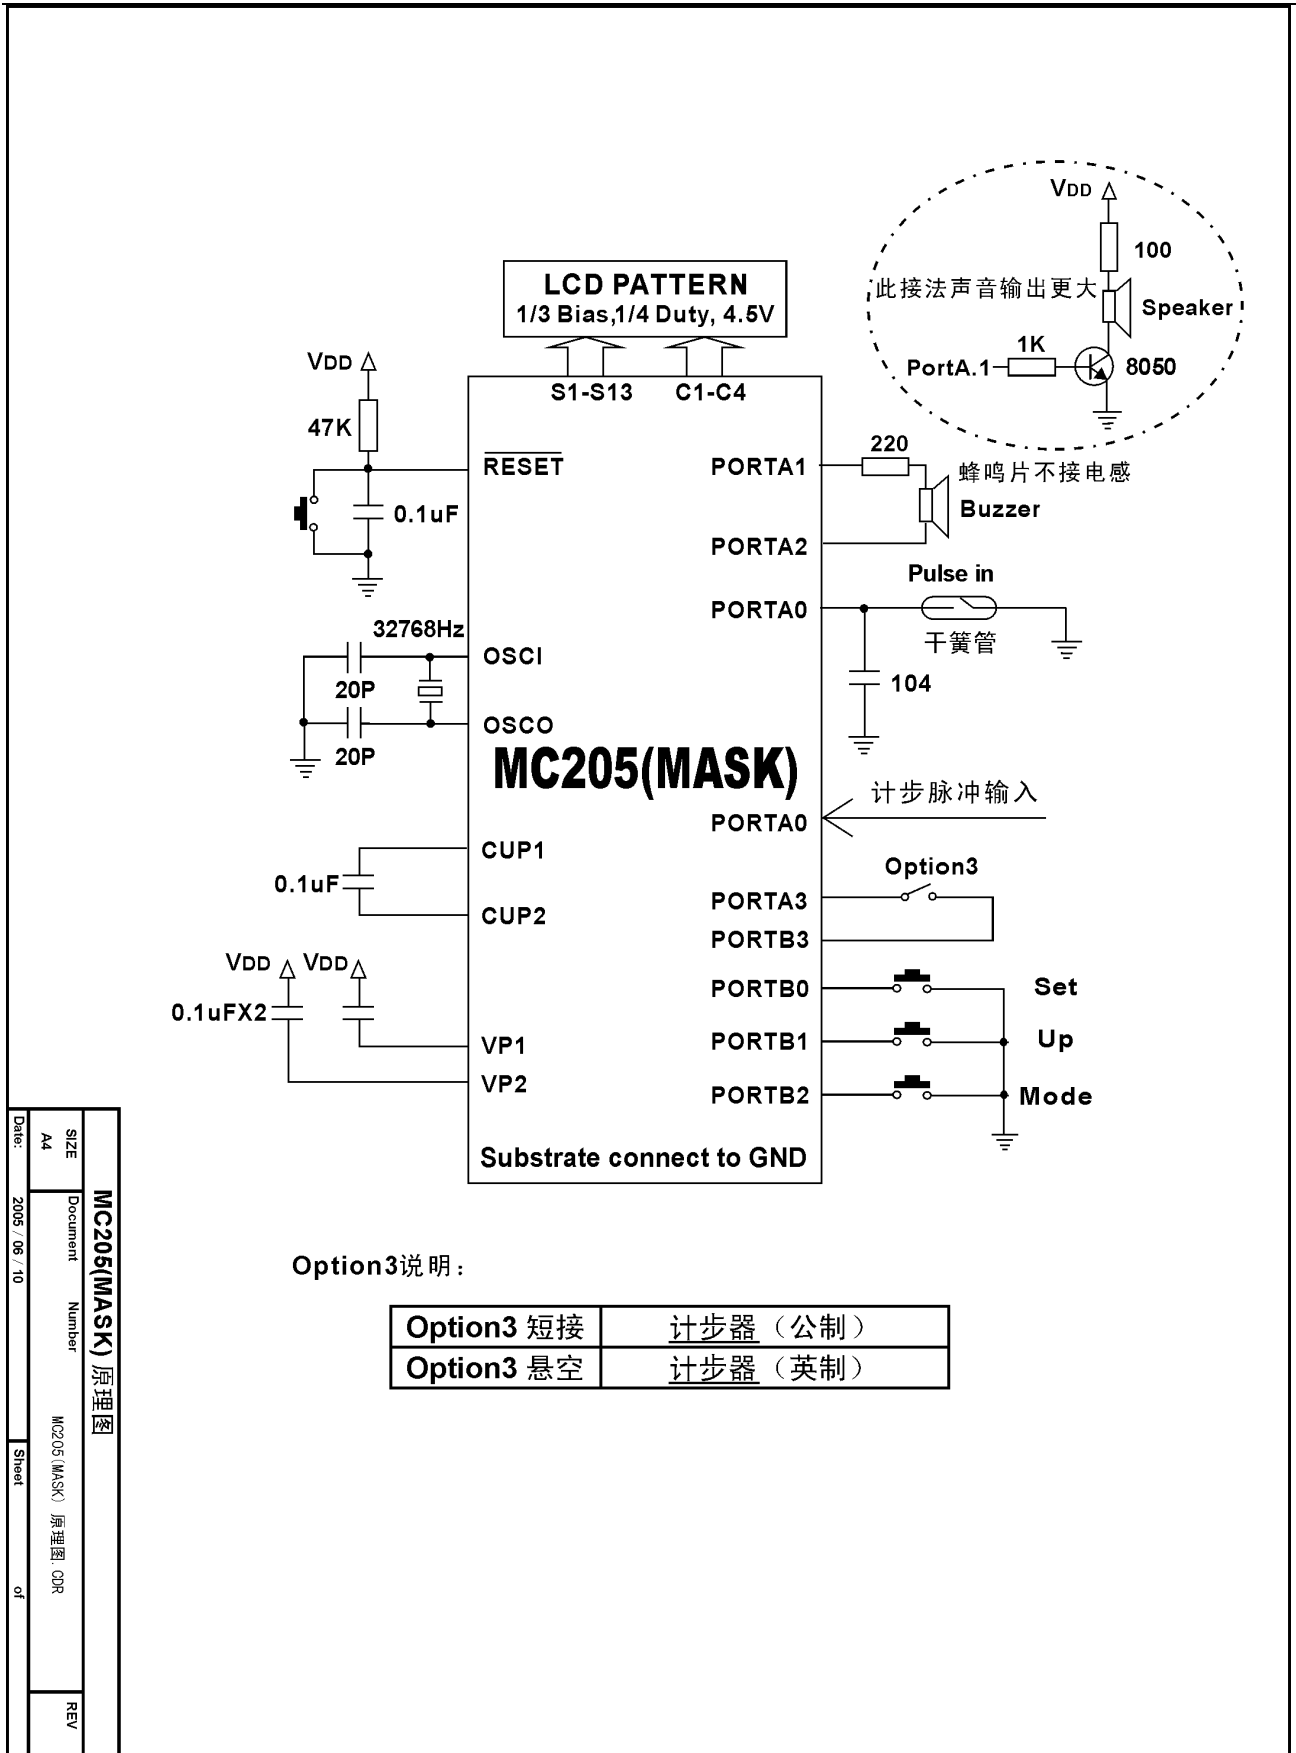 VDD
100
此接法声音输出更大
Speaker
1K
PortA.1
8050
LCD PATTERN
1/3 Bias,1/4 Duty, 4.5V
S1-S13
C1-C4
VDD
47K
0.1uF
RESET
PORTA1
220
蜂鸣片不接电感
Buzzer
PORTA2
Pulse in
PORTA0
干簧管
104
32768Hz
OSCI
20P
OSCO
20P
MC205(MASK)
计步脉冲输入
PORTA0
CUP1
0.1uF
CUP2
Option3
PORTA3
PORTB3
VDD
VDD
0.1uFX2
VP1
VP2
PORTB0
Set
PORTB1
Up
PORTB2
Mode
Substrate connect to GND
Option3说明：
Option3 短接
计步器（公制）
Option3 悬空
计步器（英制）
MC205(MASK) 原理图
SIZE
A4
Document Number
MC205(MASK) 原理图.CDR
REV
Date: 2005 / 06 / 10
Sheet of